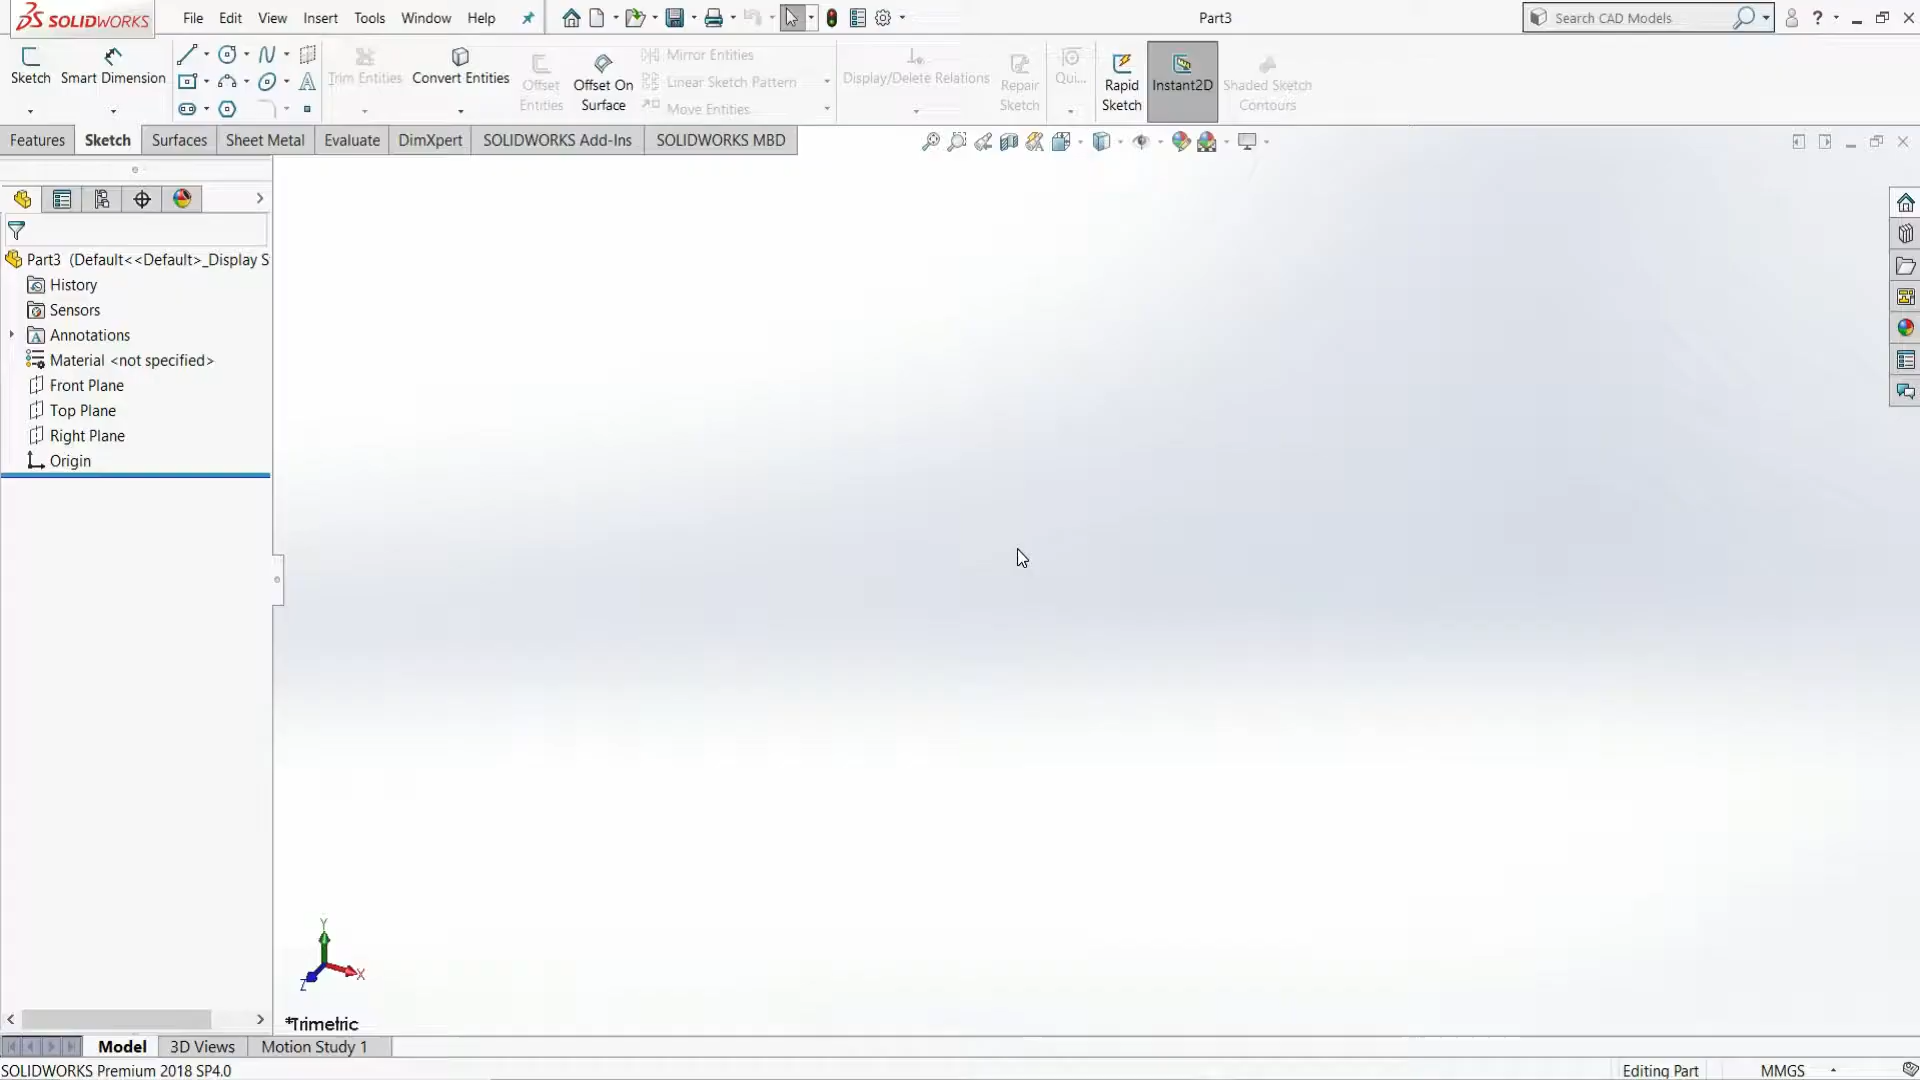 SOLIDWORKS File Edit View Insert Tools Window Help Part3 Search CAD Models ?
Sketch Smart Dimension Trim Entities Convert Entities Offset Entities Offset On Surface Mirror Entities Linear Sketch Pattern Move Entities Display/Delete Relations Repair Sketch Qui... Rapid Sketch Instant2D Shaded Sketch Contours
Features Sketch Surfaces Sheet Metal Evaluate DimXpert SOLIDWORKS Add-Ins SOLIDWORKS MBD
Part3 (Default<<Default>_Display S
History
Sensors
Annotations
Material <not specified>
Front Plane
Top Plane
Right Plane
Origin
Y
X
Z
*Trimetric
Model 3D Views Motion Study 1
SOLIDWORKS Premium 2018 SP4.0 Editing Part MMGS